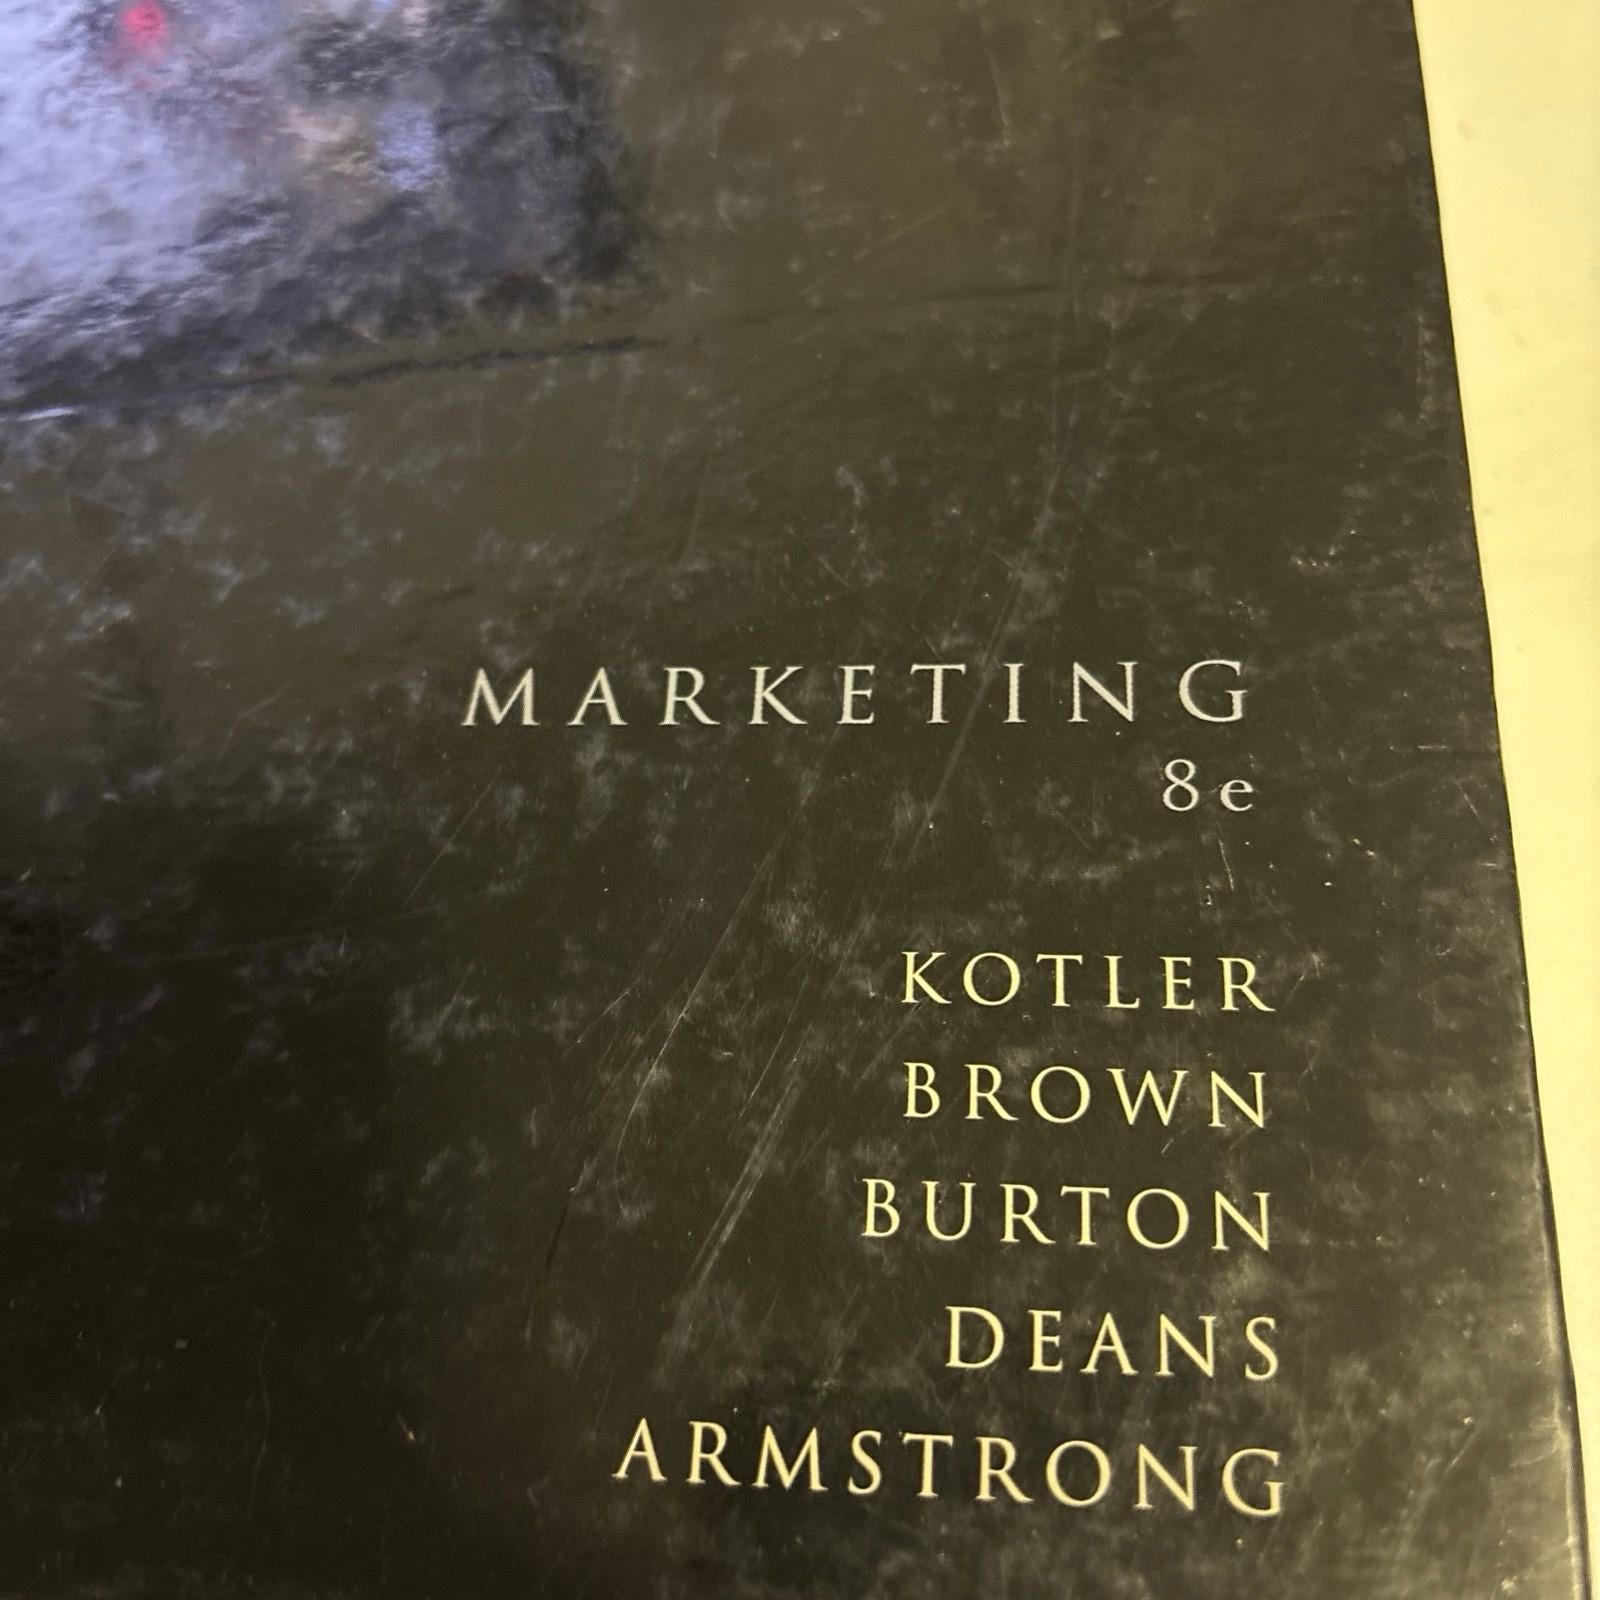 MARKETING
8e
KOTLER
BROWN
BURTON
DEANS
ARMSTRONG